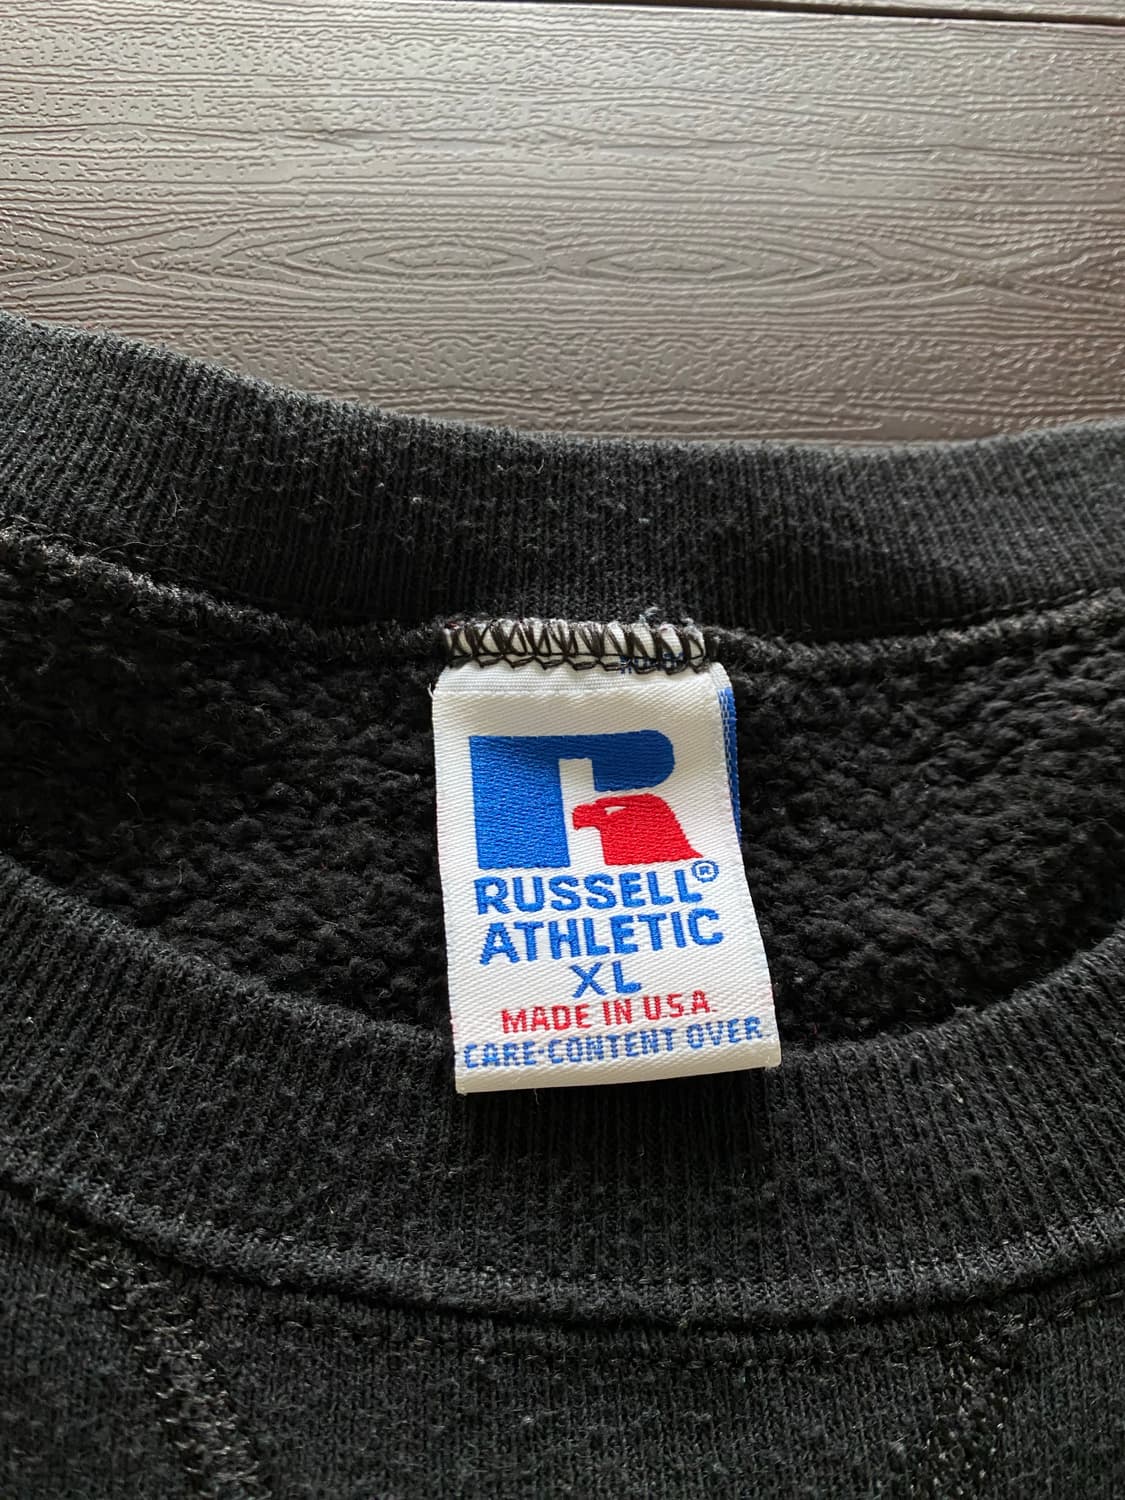 R
RUSSELL®
ATHLETIC
XL
MADE IN U.S.A.
CARE·CONTENT OVER